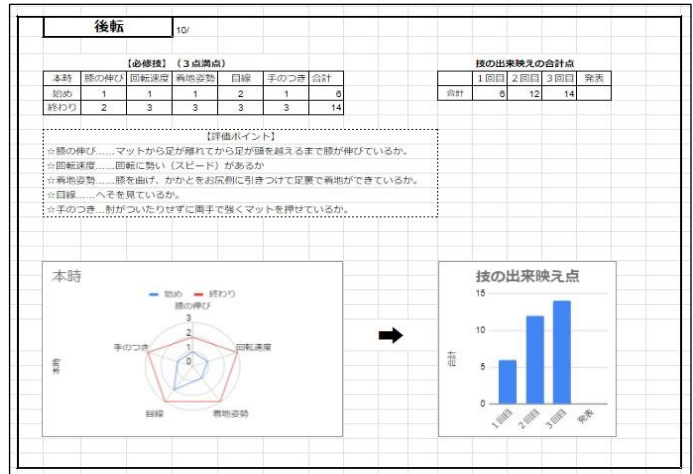 後転
10/
【必修技】（３点満点）
本時 膝の伸び 回転速度 着地姿勢 目線 手のつき 合計
始め 1 1 1 2 1 6
終わり 2 3 3 3 3 14
技の出来映えの合計点
1回目 2回目 3回目 発表
合計 6 12 14
【評価ポイント】
☆膝の伸び……マットから足が離れてから足が頭を越えるまで膝が伸びているか。
☆回転速度……回転に勢い（スピード）があるか
☆着地姿勢……膝を曲げ、かかとをお尻側に引きつけて足裏で着地ができているか。
☆目線……へそを見ているか。
☆手のつき…肘がついたりせずに両手で強くマットを押せているか。
本時
始め 終わり
膝の伸び
3
2
1
0
手のつき
回転速度
本時
目線
着地姿勢
技の出来映え点
15
10
5
0
合計
1回目
2回目
3回目
発表